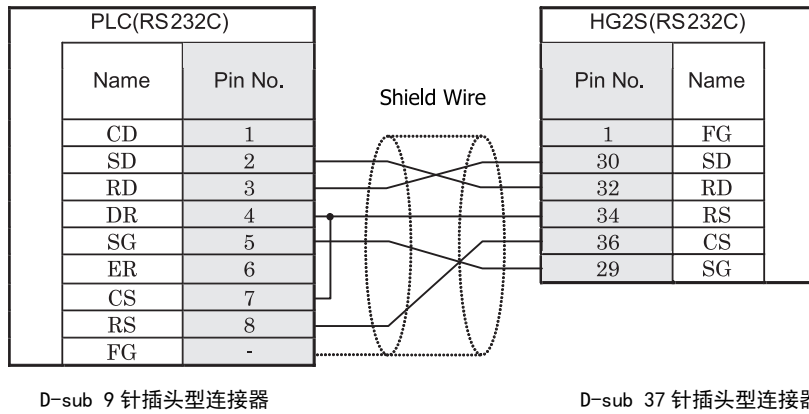 PLC(RS232C)
HG2S(RS232C)
Name Pin No.
Shield Wire
Pin No. Name
CD 1
SD 2
RD 3
DR 4
SG 5
ER 6
CS 7
RS 8
FG -
1 FG
30 SD
32 RD
34 RS
36 CS
29 SG
D-sub 9 针插头型连接器
D-sub 37 针插头型连接器